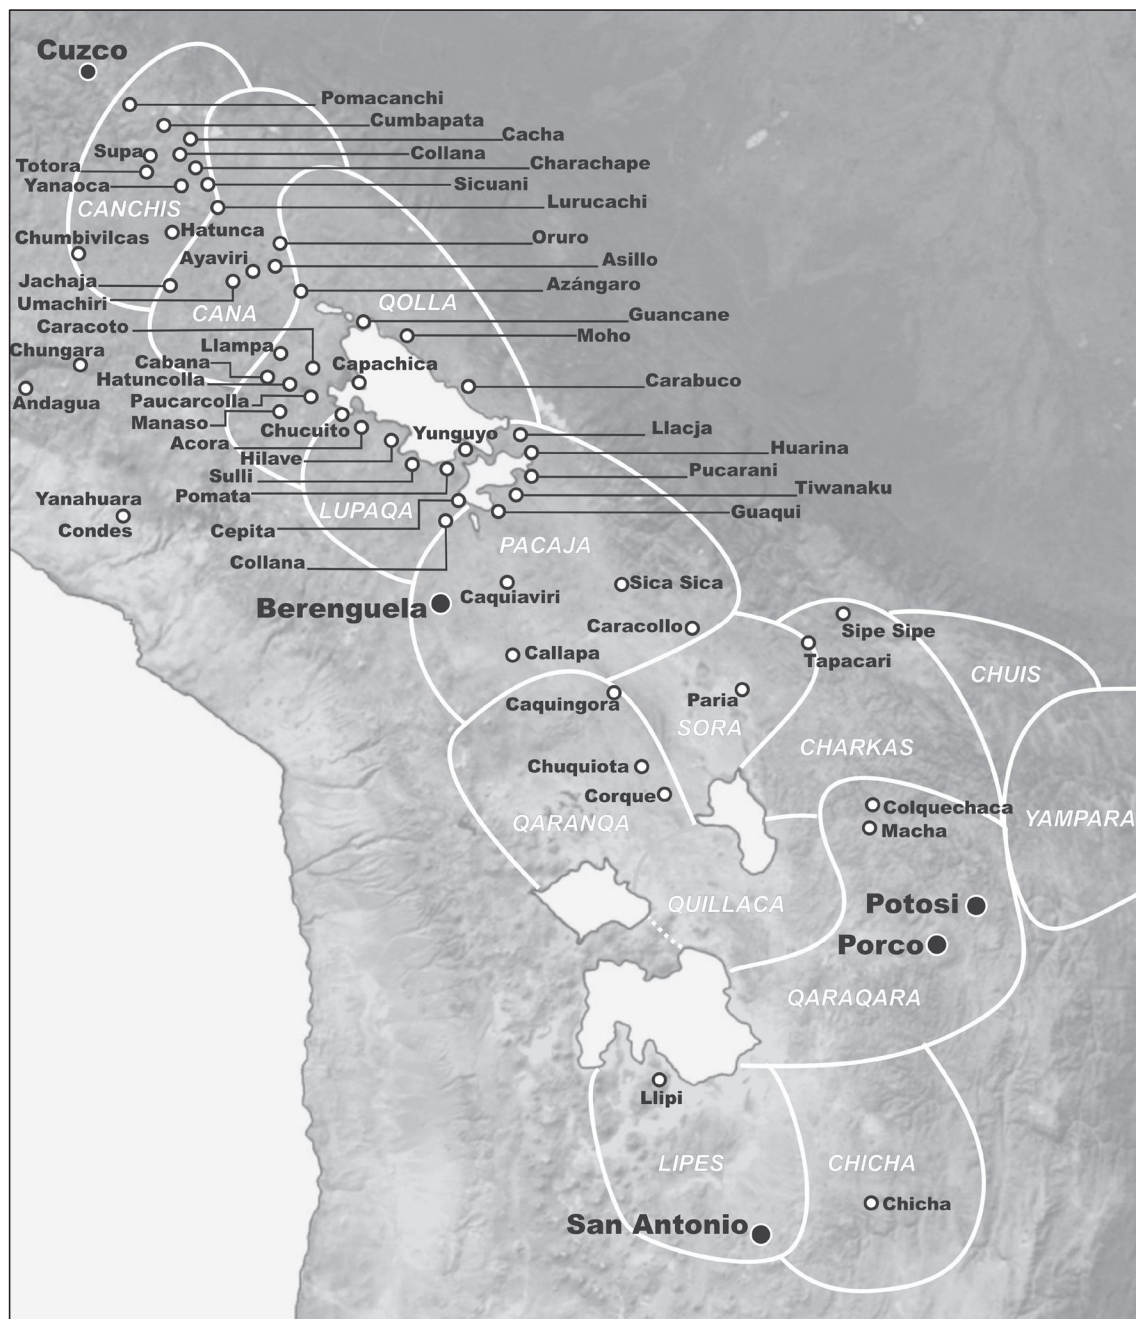 Cuzco
Pomacanchi
Cumbapata
Cacha
Supa
Collana
Totora
Charachape
Yanaoca
Sicuani
CANCHIS
Lurucachi
Hatunca
Chumbivilcas
Oruro
Ayaviri
Asillo
Jachaja
Azángaro
Umachiri
QOLLA
CANA
Guancane
Caracoto
Moho
Llampa
Chungara
Cabana
Capachica
Hatuncolla
Carabuco
Andagua
Paucarcolla
Manaso
Chucuito
Llacja
Yunguyo
Acora
Huarina
Hilave
Pucarani
Sulli
Tiwanaku
Pomata
Yanahuara
Condes
LUPAQA
Guaqui
Cepita
PACAJA
Collana
Sica Sica
Caquiaviri
Berenguela
Caracollo
Sipe Sipe
Callapa
Tapacari
CHUIS
Paria
Caquingora
SORA
CHARKAS
Chuquiota
Corque
Colquechaca
QARANQA
YAMPARA
Macha
QUILLACA
Potosi
Porco
QARAQARA
Llipi
LIPES
CHICHA
Chicha
San Antonio